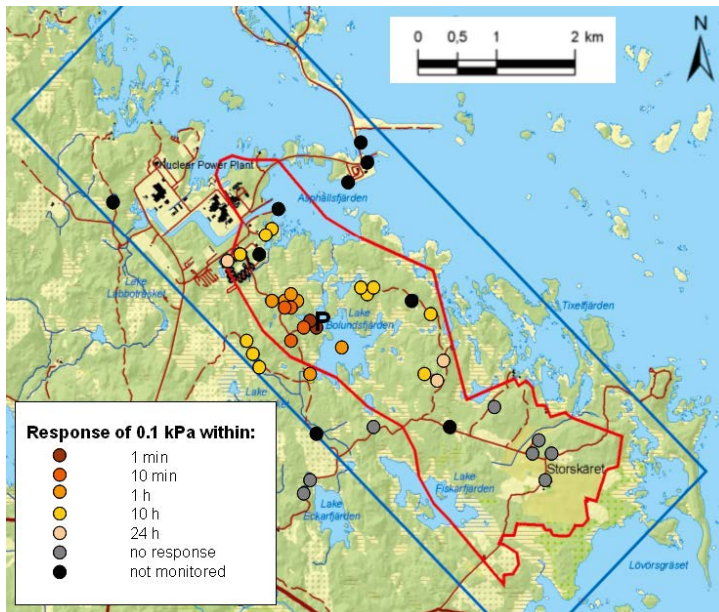 0 0,5 1 2 km
N
Nuclear Power Plant
Asphällsfjärden
Lake
Labboträsket
Tixelfjärden
P
Lake
Bolundsfjärden
Lake
Response of 0.1 kPa within:
1 min
10 min
1 h
10 h
24 h
no response
not monitored
Storskäret
Lake
Fiskarfjärden
Lake
Eckarfjärden
Lövörsgräset